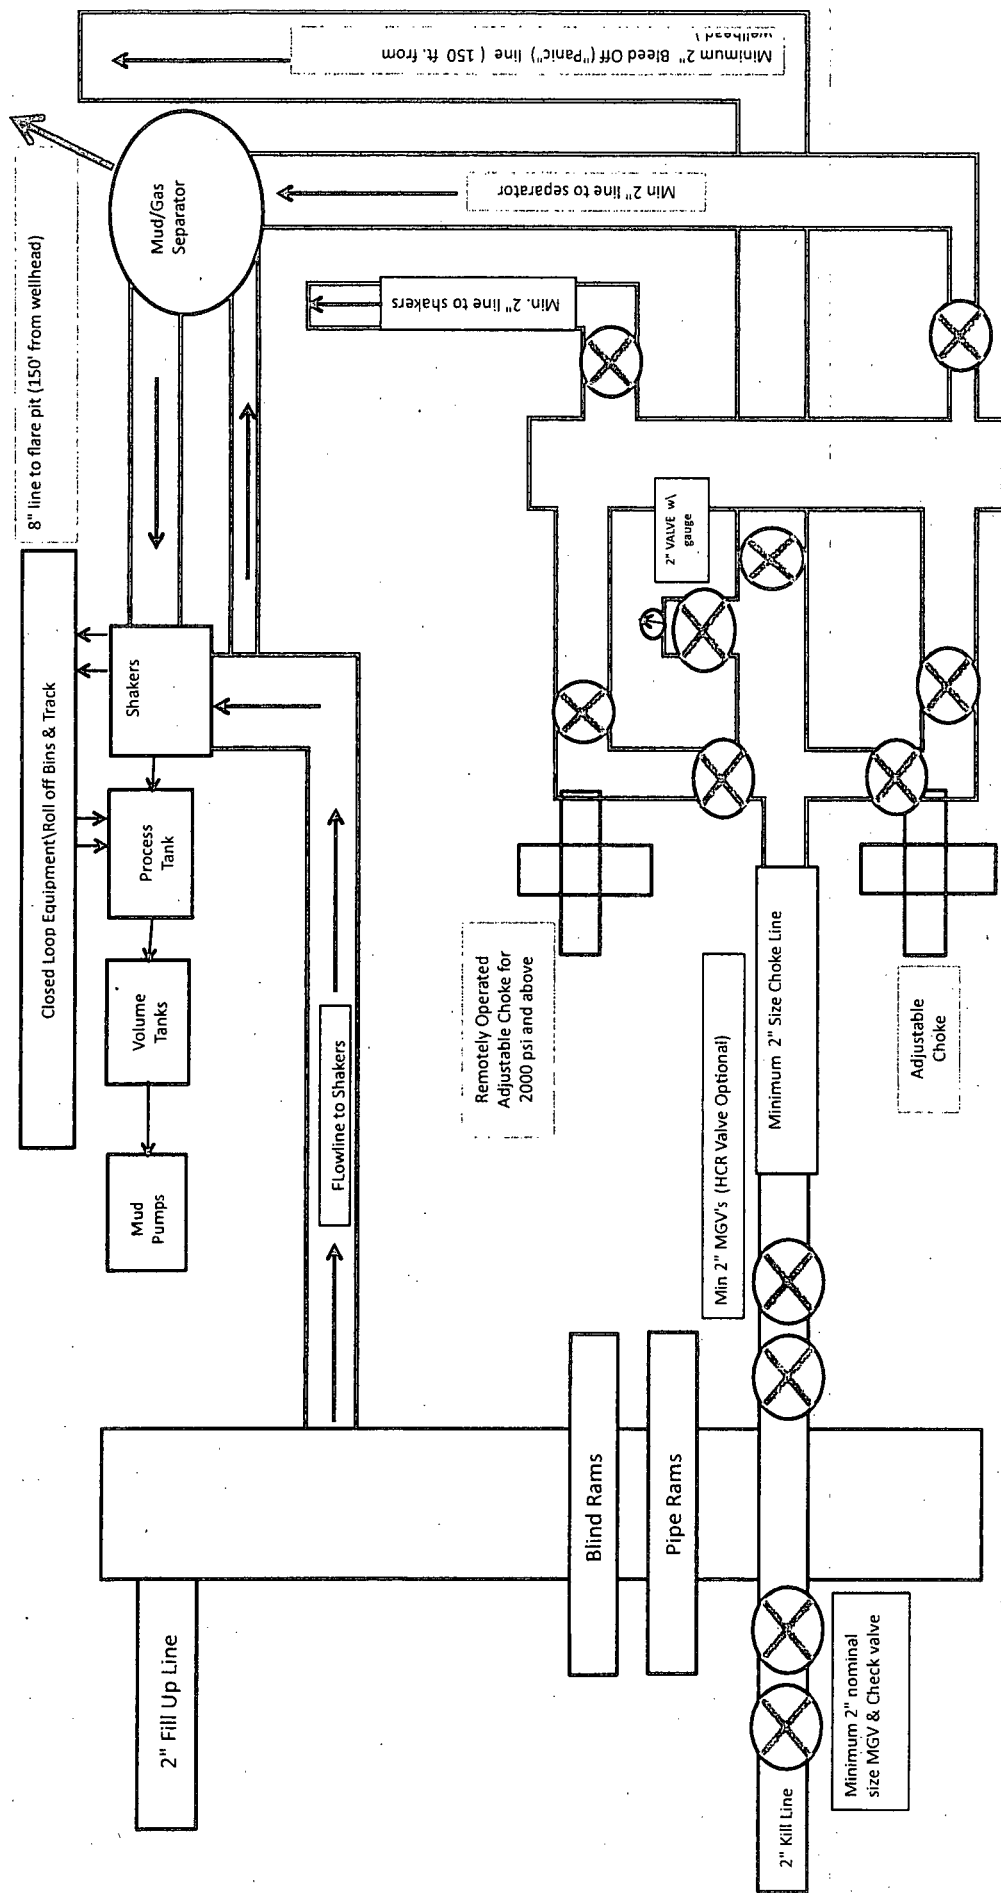 8" line to flare pit (150' from wellhead)
Closed Loop Equipment\Roll off Bins & Track
Mud/Gas
Separator
Shakers
Process
Tank
Volume
Tanks
Mud
Pumps
Minimum 2" Bleed Off ("Panic") line ( 150 ft. from
wellhead)
Min 2" line to separator
Min. 2" line to shakers
FLowline to Shakers
2" Fill Up Line
2" VALVE w\
gauge
Remotely Operated
Adjustable Choke for
2000 psi and above
Blind Rams
Pipe Rams
Min 2" MGV's (HCR Valve Optional)
Minimum 2" Size Choke Line
2" Kill Line
Minimum 2" nominal
size MGV & Check valve
Adjustable
Choke